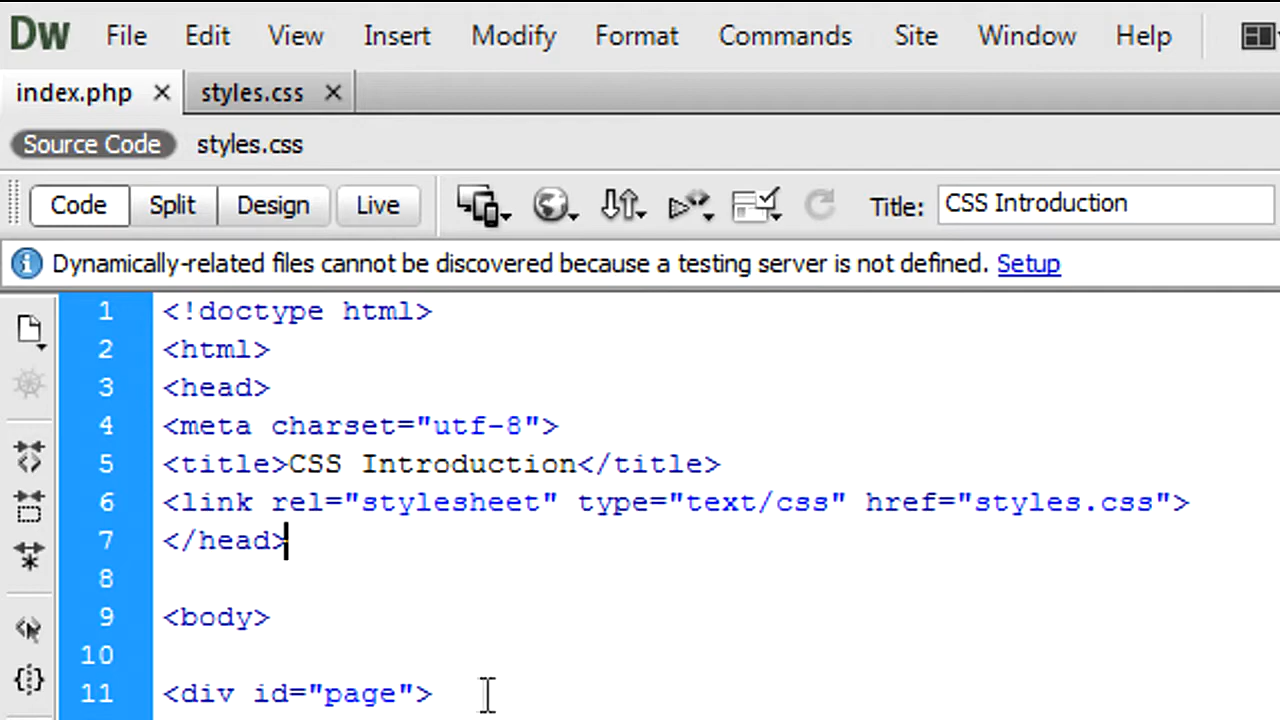 Dw File Edit View Insert Modify Format Commands Site Window Help
index.php styles.css
Source Code styles.css
Code Split Design Live Title: CSS Introduction
Dynamically-related files cannot be discovered because a testing server is not defined. Setup
1 <!doctype html>
2 <html>
3 <head>
4 <meta charset="utf-8">
5 <title>CSS Introduction</title>
6 <link rel="stylesheet" type="text/css" href="styles.css">
7 </head>
8
9 <body>
10
11 <div id="page">